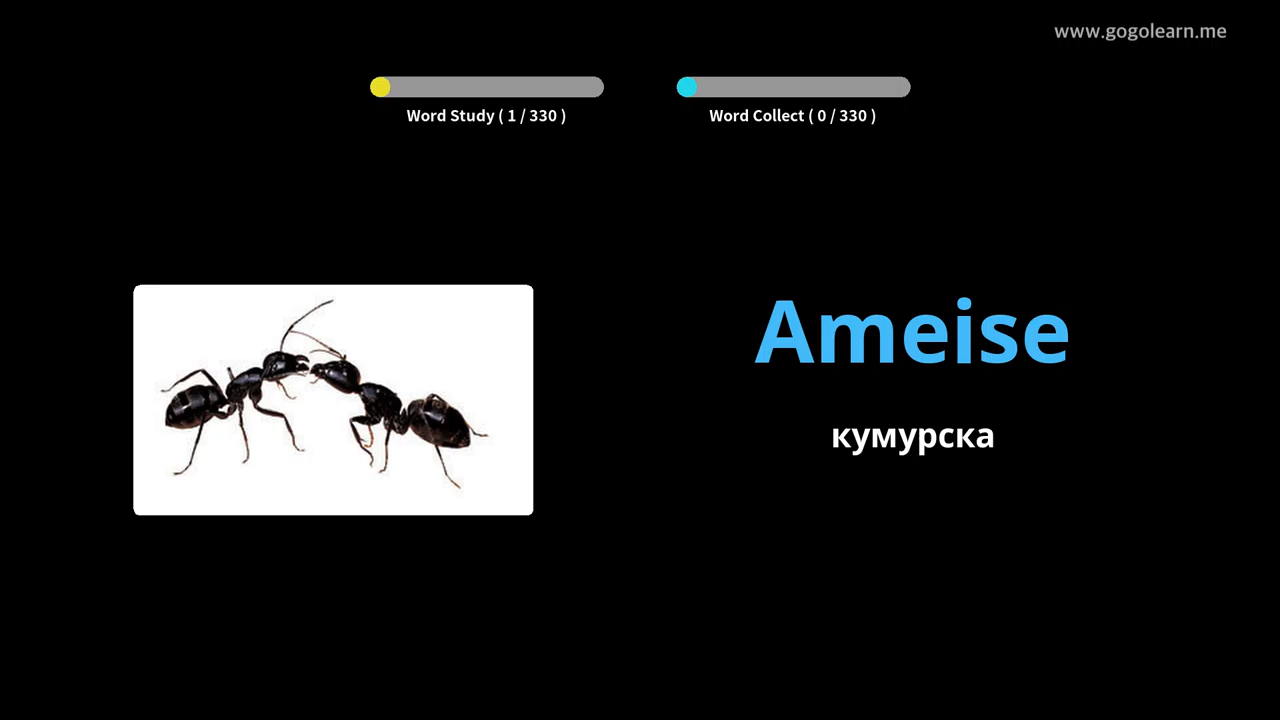 www.gogolearn.me
Word Study ( 1 / 330 )
Word Collect ( 0 / 330 )
Ameise
кумурска